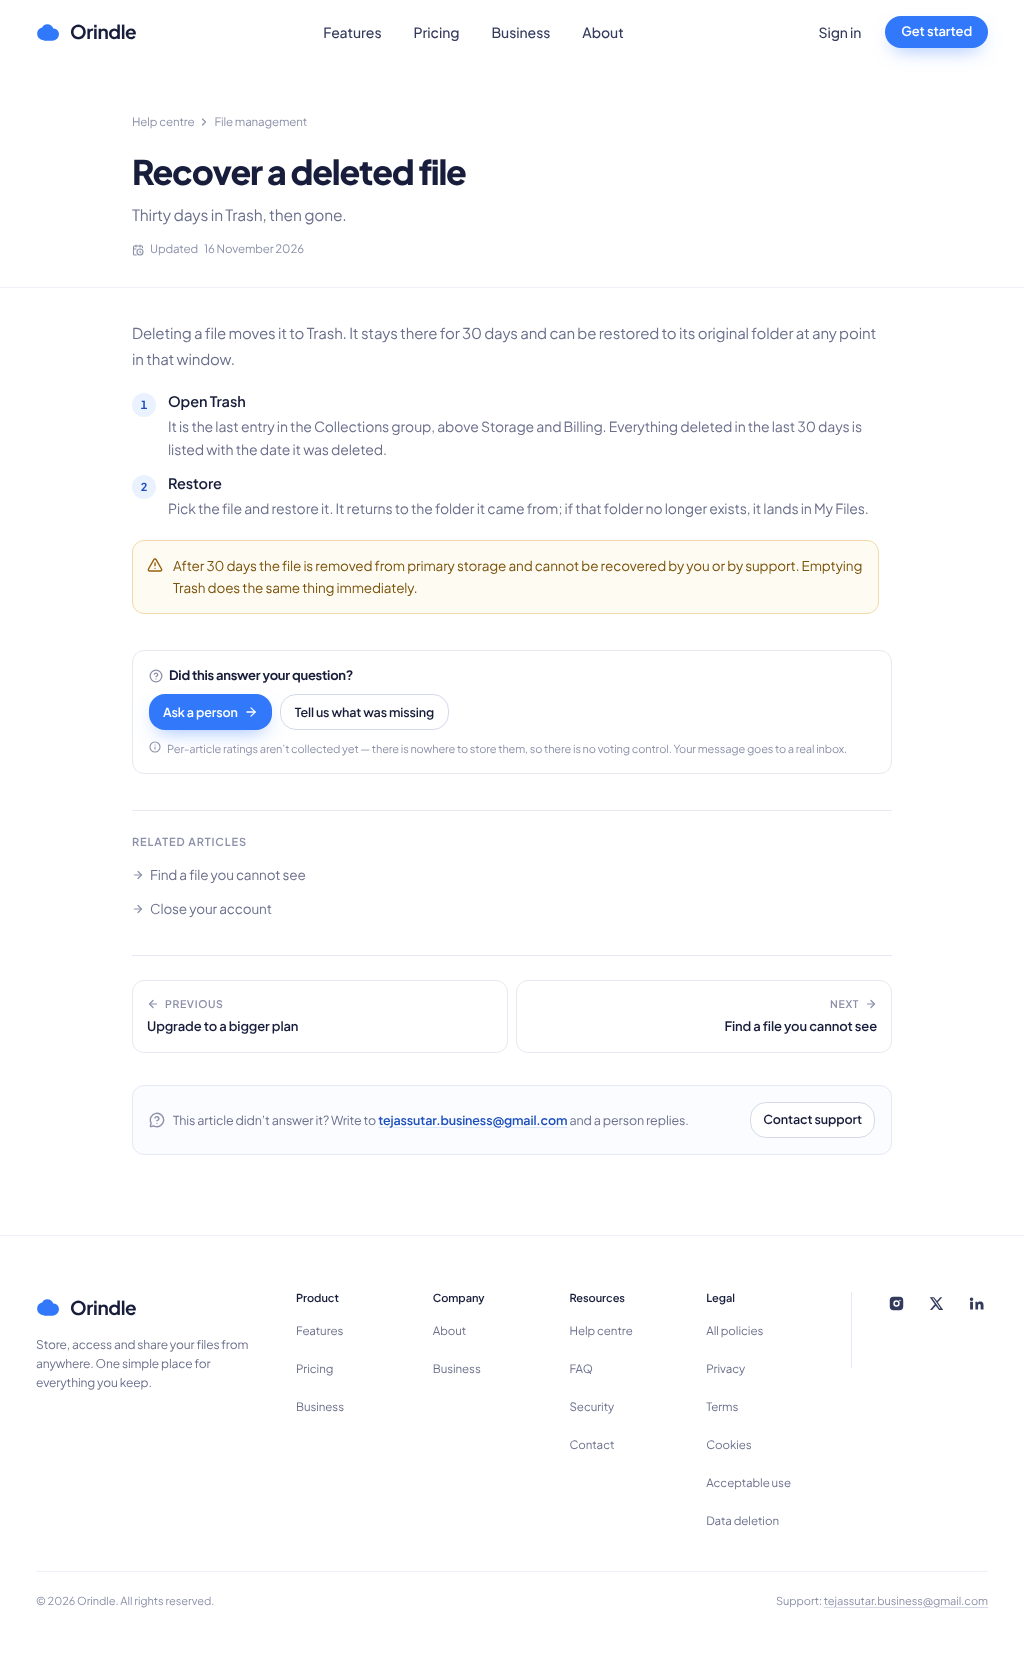 Orindle
Features
Pricing
Business
About
Sign in
Get started
Help centre
File management
Recover a deleted file
Thirty days in Trash, then gone.
Updated 16 November 2026
Deleting a file moves it to Trash. It stays there for 30 days and can be restored to its original folder at any point
in that window.
1
Open Trash
It is the last entry in the Collections group, above Storage and Billing. Everything deleted in the last 30 days is
listed with the date it was deleted.
2
Restore
Pick the file and restore it. It returns to the folder it came from; if that folder no longer exists, it lands in My Files.
After 30 days the file is removed from primary storage and cannot be recovered by you or by support. Emptying
Trash does the same thing immediately.
Did this answer your question?
Ask a person
Tell us what was missing
Per-article ratings aren't collected yet — there is nowhere to store them, so there is no voting control. Your message goes to a real inbox.
RELATED ARTICLES
Find a file you cannot see
Close your account
PREVIOUS
Upgrade to a bigger plan
NEXT
Find a file you cannot see
This article didn't answer it? Write to tejassutar.business@gmail.com and a person replies.
Contact support
Orindle
Store, access and share your files from
anywhere. One simple place for
everything you keep.
Product
Features
Pricing
Business
Company
About
Business
Resources
Help centre
FAQ
Security
Contact
Legal
All policies
Privacy
Terms
Cookies
Acceptable use
Data deletion
© 2026 Orindle. All rights reserved.
Support: tejassutar.business@gmail.com